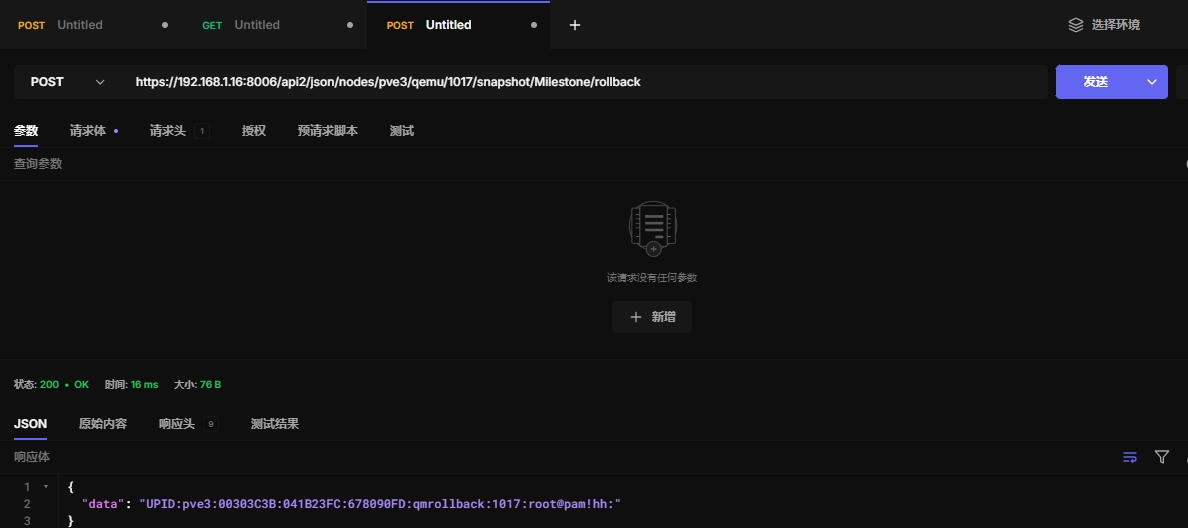 POST Untitled GET Untitled POST Untitled 选择环境
POST https://192.168.1.16:8006/api2/json/nodes/pve3/qemu/1017/snapshot/Milestone/rollback 发送
参数 请求体 请求头 1 授权 预请求脚本 测试
查询参数
该请求没有任何参数
新增
状态: 200 • OK 时间: 16 ms 大小: 76 B
JSON 原始内容 响应头 9 测试结果
响应体
1 {
2 "data": "UPID:pve3:00303C3B:041B23FC:678090FD:qmrollback:1017:root@pam!hh:"
3 }